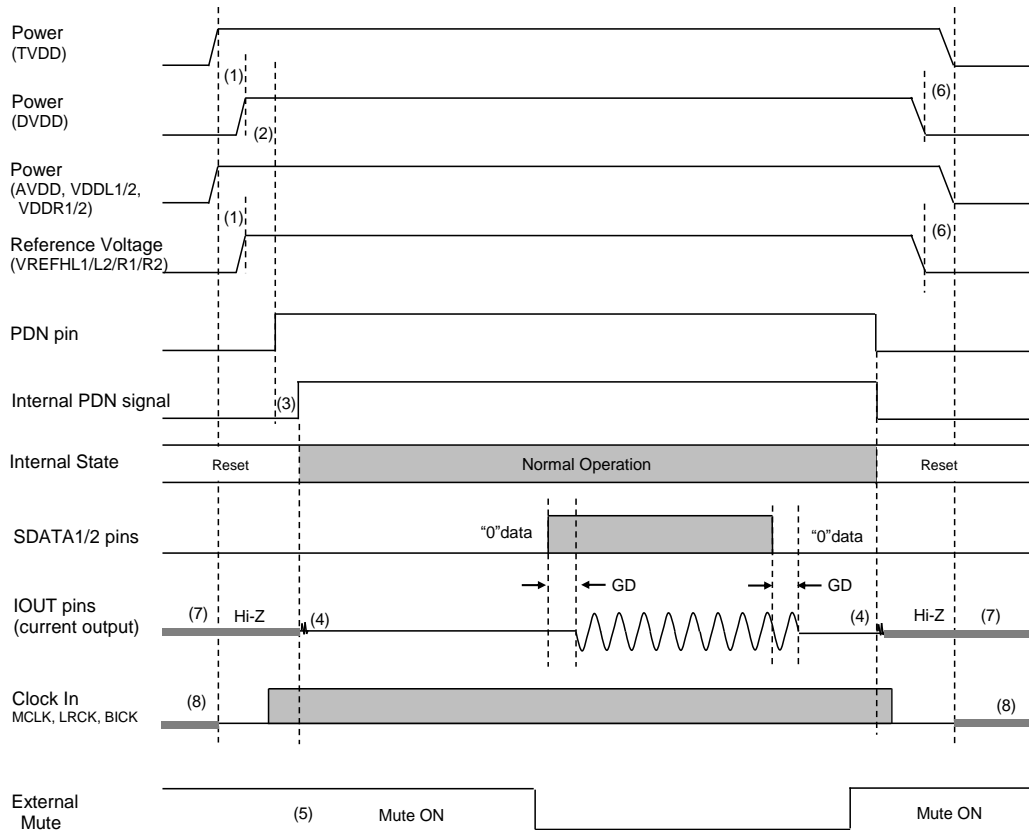 Power
(TVDD)
(1)
(6)
Power
(DVDD)
(2)
Power
(AVDD, VDDL1/2,
VDDR1/2)
(1)
(6)
Reference Voltage
(VREFHL1/L2/R1/R2)
PDN pin
Internal PDN signal
(3)
Internal State
Reset
Normal Operation
Reset
SDATA1/2 pins
“0”data
“0”data
GD
GD
IOUT pins
(current output)
(7)
Hi-Z
(4)
(4)
Hi-Z
(7)
Clock In
MCLK, LRCK, BICK
(8)
(8)
External
Mute
(5)
Mute ON
Mute ON